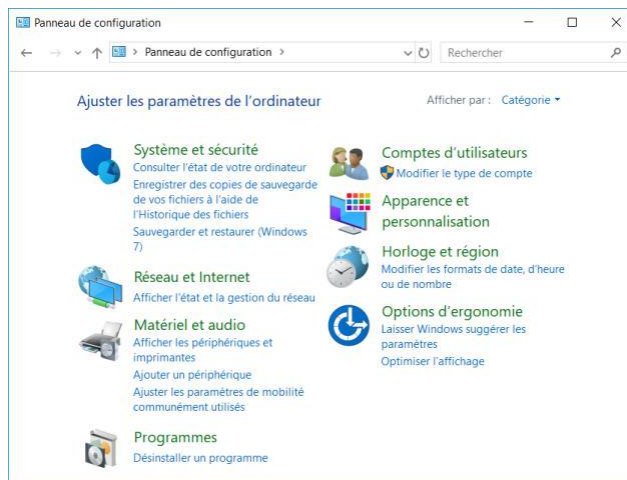 Panneau de configuration
Panneau de configuration
Rechercher
Ajuster les paramètres de l'ordinateur
Afficher par : Catégorie
Système et sécurité
Consulter l'état de votre ordinateur
Enregistrer des copies de sauvegarde
de vos fichiers à l'aide de
l'Historique des fichiers
Sauvegarder et restaurer (Windows
7)
Réseau et Internet
Afficher l'état et la gestion du réseau
Matériel et audio
Afficher les périphériques et
imprimantes
Ajouter un périphérique
Ajuster les paramètres de mobilité
communément utilisés
Programmes
Désinstaller un programme
Comptes d'utilisateurs
Modifier le type de compte
Apparence et
personnalisation
Horloge et région
Modifier les formats de date, d'heure
ou de nombre
Options d'ergonomie
Laisser Windows suggérer les
paramètres
Optimiser l'affichage